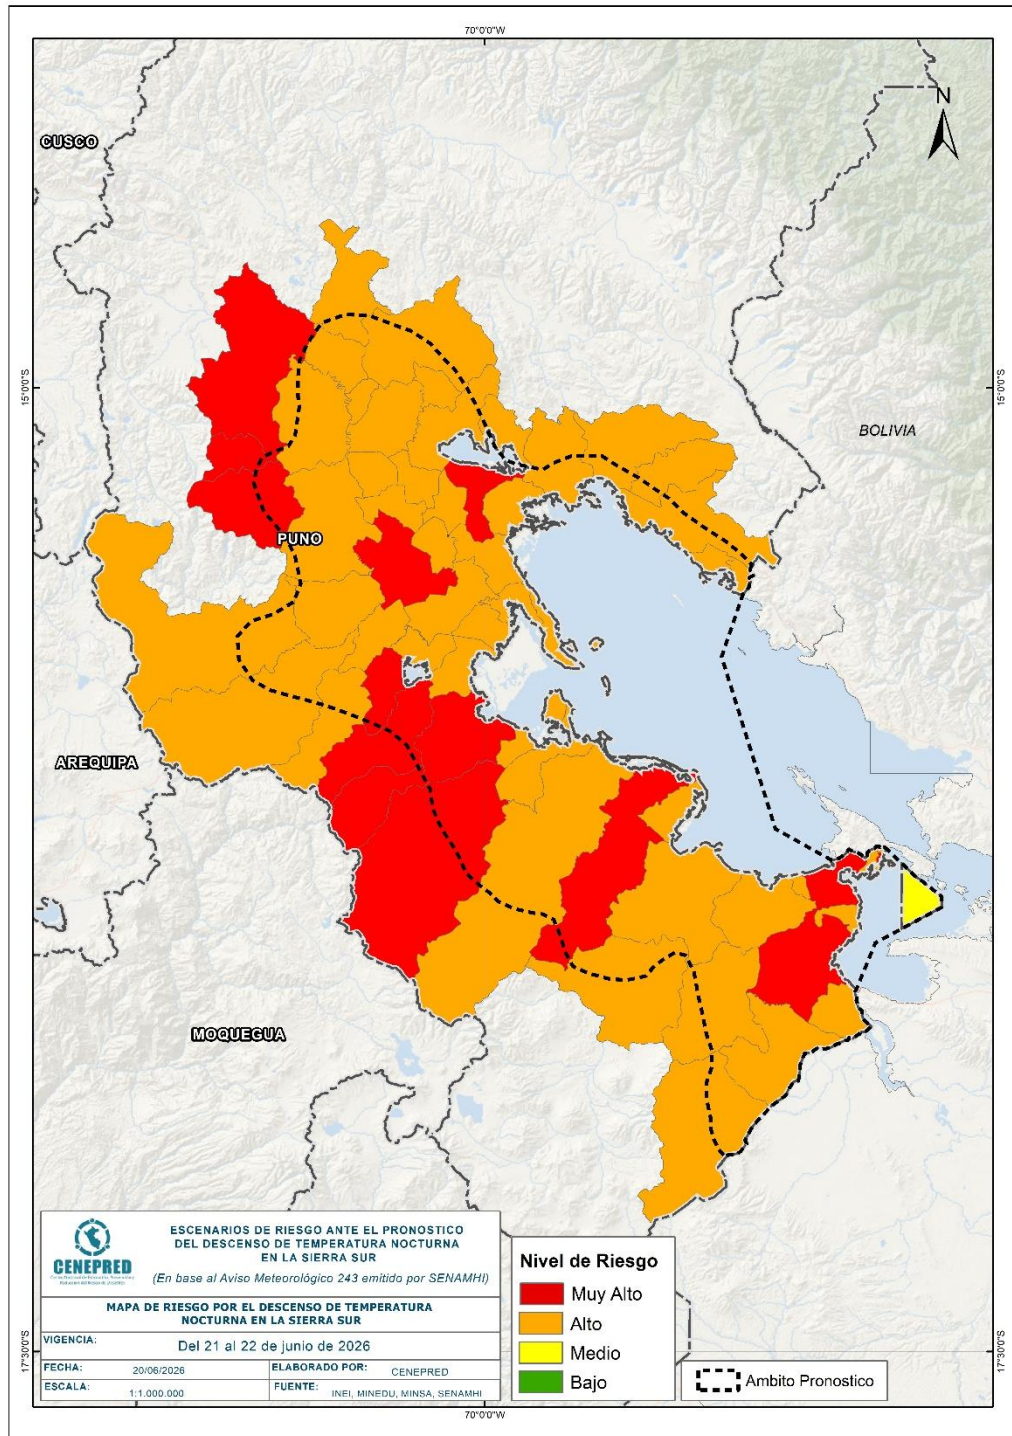 70°0'0"W
N
CUSCO
15°0'0"S
15°0'0"S
BOLIVIA
PUNO
AREQUIPA
MOQUEGUA
CENEPRED
ESCENARIOS DE RIESGO ANTE EL PRONOSTICO
DEL DESCENSO DE TEMPERATURA NOCTURNA
EN LA SIERRA SUR
(En base al Aviso Meteorológico 243 emitido por SENAMHI)
MAPA DE RIESGO POR EL DESCENSO DE TEMPERATURA
NOCTURNA EN LA SIERRA SUR
VIGENCIA: Del 21 al 22 de junio de 2026
FECHA: 20/06/2026 ELABORADO POR: CENEPRED
ESCALA: 1:1.000.000 FUENTE: INEI, MINEDU, MINSA, SENAMHI
Nivel de Riesgo
Muy Alto
Alto
Medio
Bajo
Ambito Pronostico
17°30'0"S
17°30'0"S
70°0'0"W